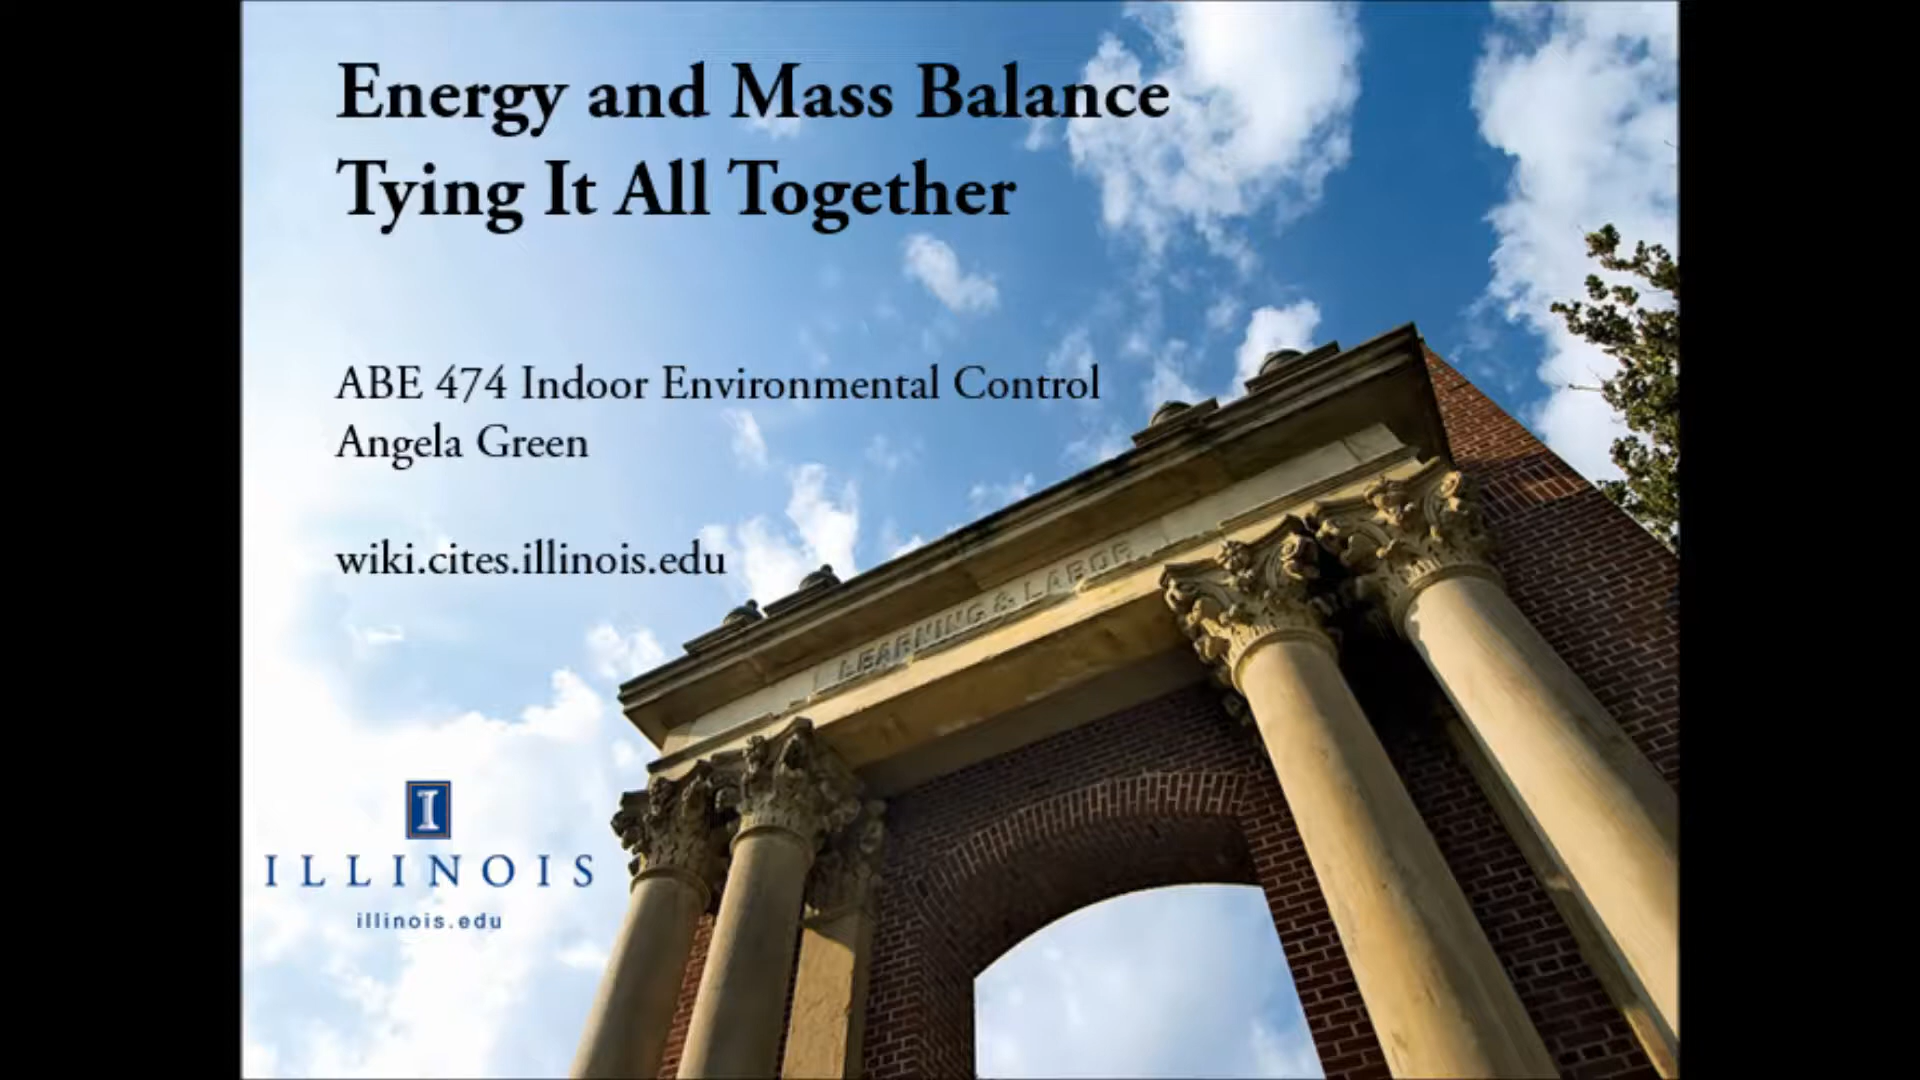 Energy and Mass Balance
Tying It All Together
ABE 474 Indoor Environmental Control
Angela Green
wiki.cites.illinois.edu
LEARNING & LABOR
I
ILLINOIS
illinois.edu